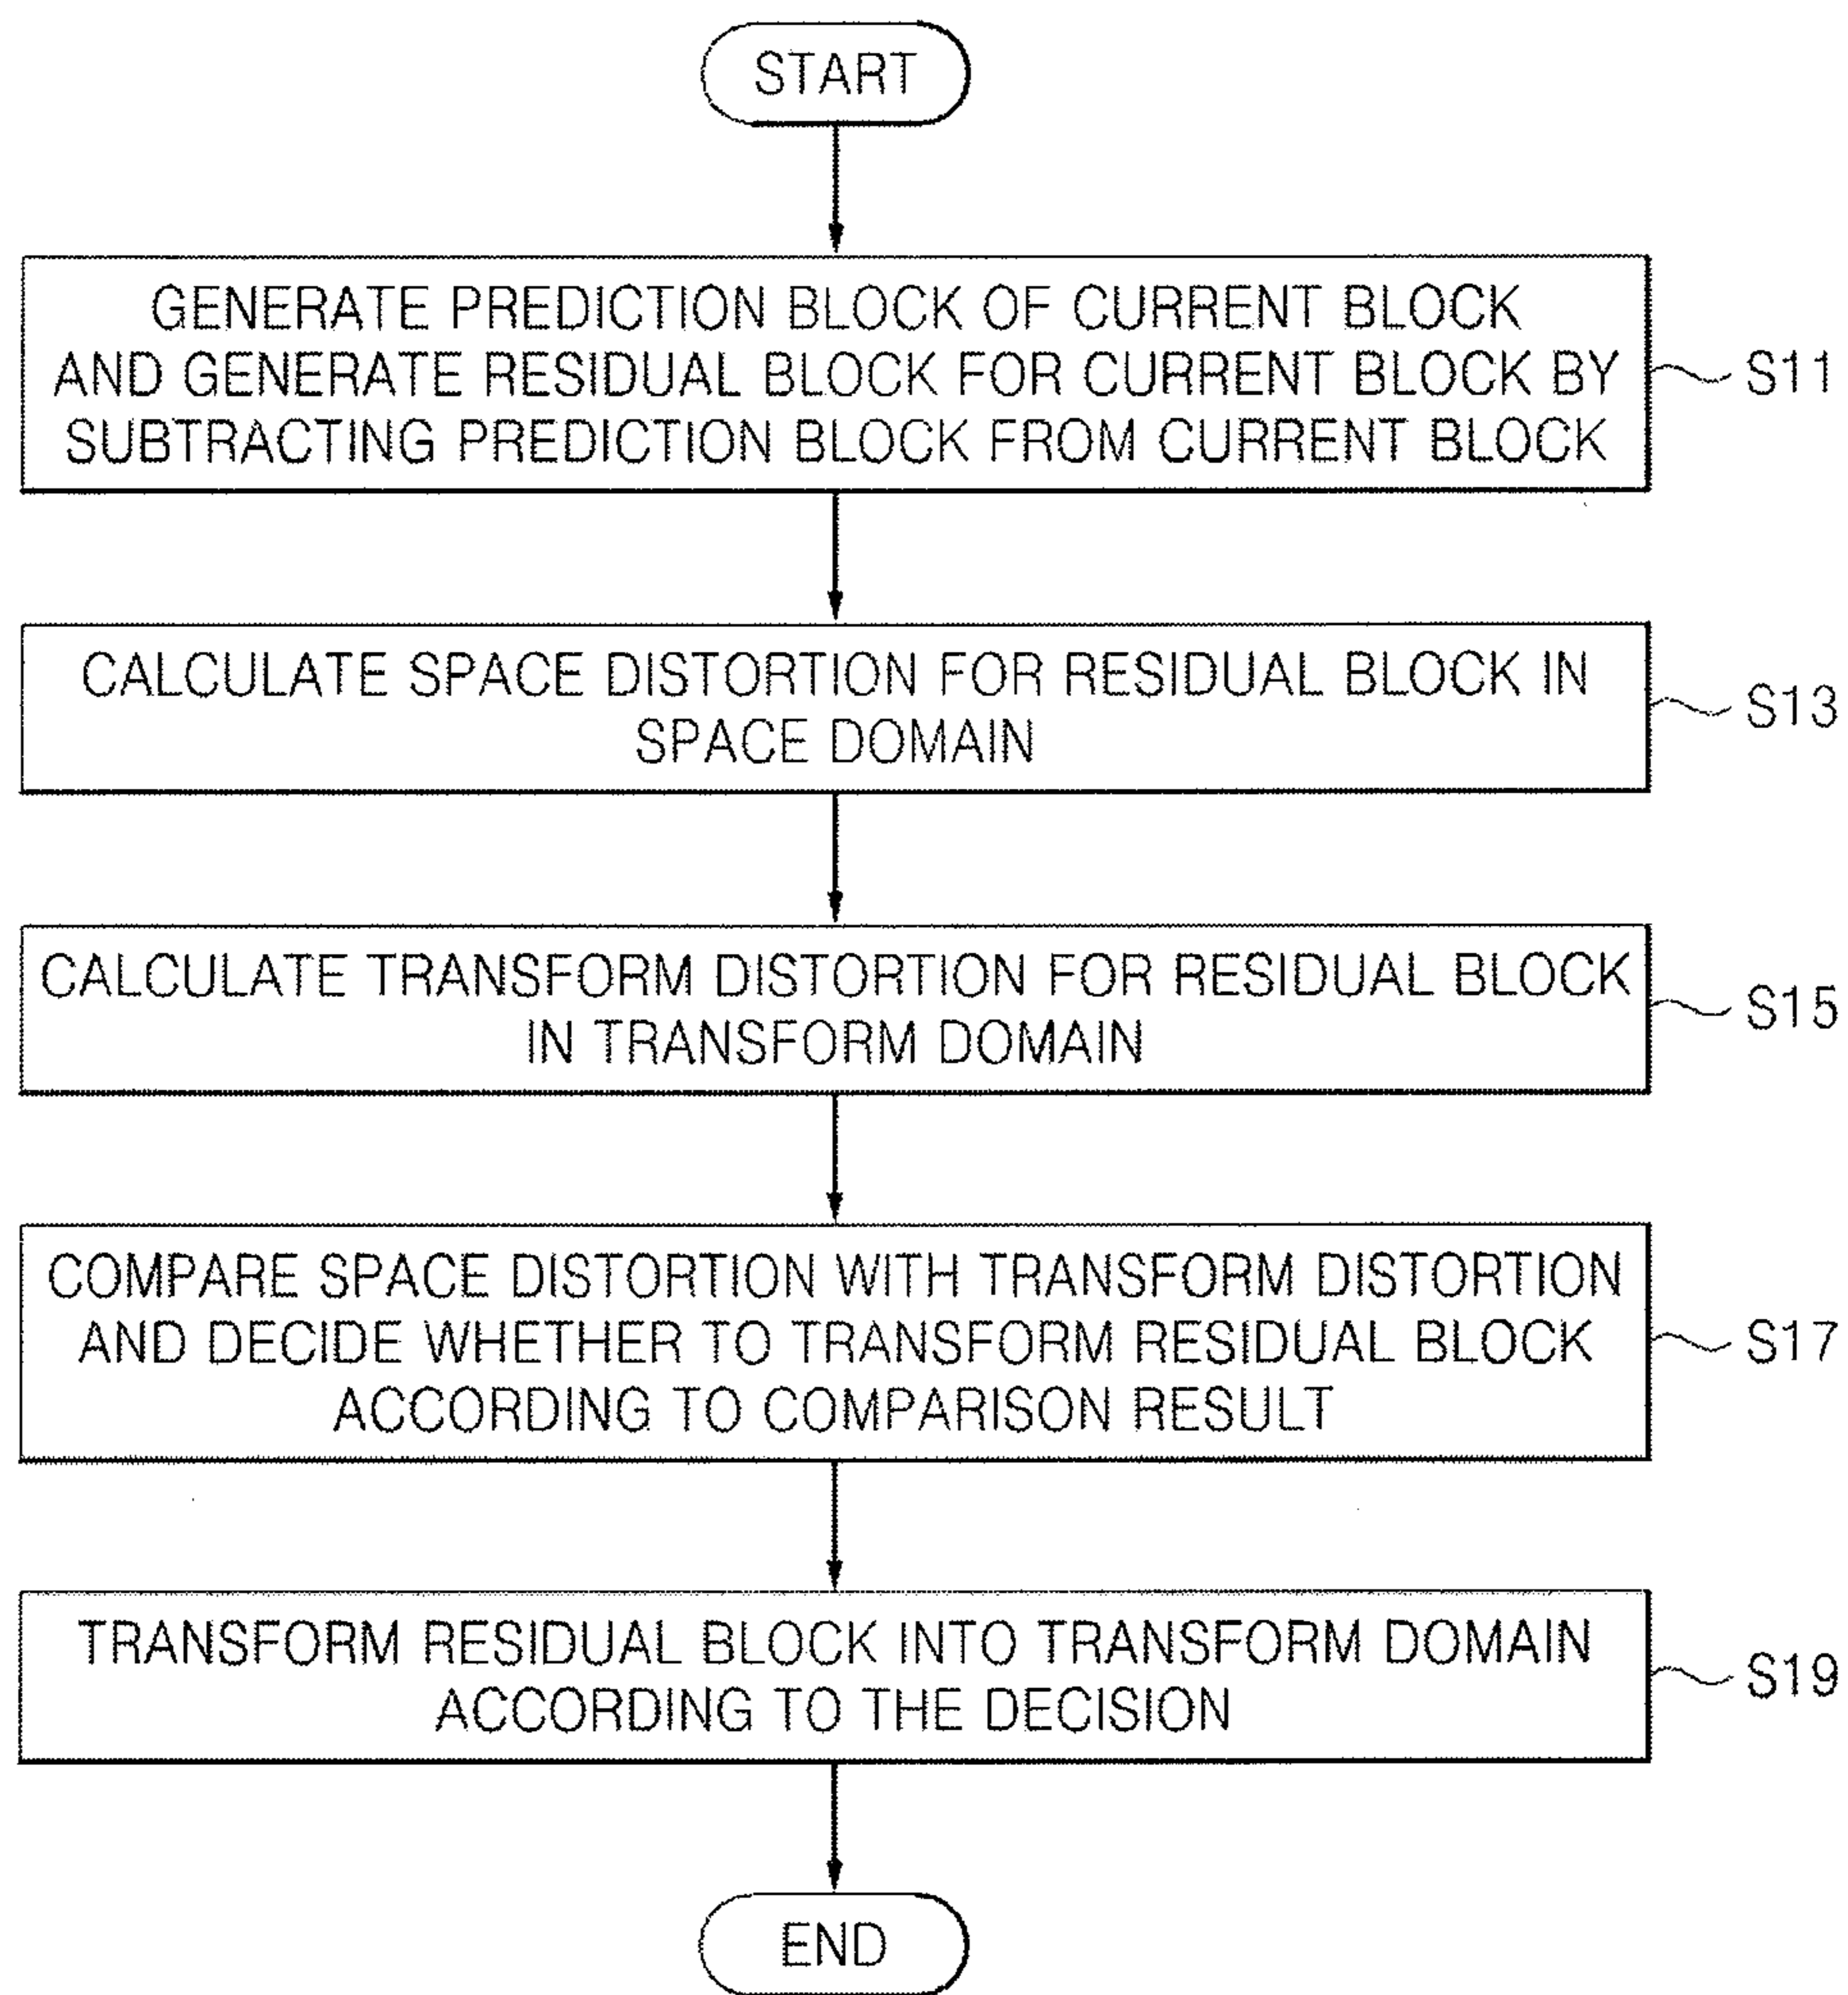 START
GENERATE PREDICTION BLOCK OF CURRENT BLOCK
AND GENERATE RESIDUAL BLOCK FOR CURRENT BLOCK BY
SUBTRACTING PREDICTION BLOCK FROM CURRENT BLOCK
S11
CALCULATE SPACE DISTORTION FOR RESIDUAL BLOCK IN
SPACE DOMAIN
S13
CALCULATE TRANSFORM DISTORTION FOR RESIDUAL BLOCK
IN TRANSFORM DOMAIN
S15
COMPARE SPACE DISTORTION WITH TRANSFORM DISTORTION
AND DECIDE WHETHER TO TRANSFORM RESIDUAL BLOCK
ACCORDING TO COMPARISON RESULT
S17
TRANSFORM RESIDUAL BLOCK INTO TRANSFORM DOMAIN
ACCORDING TO THE DECISION
S19
END